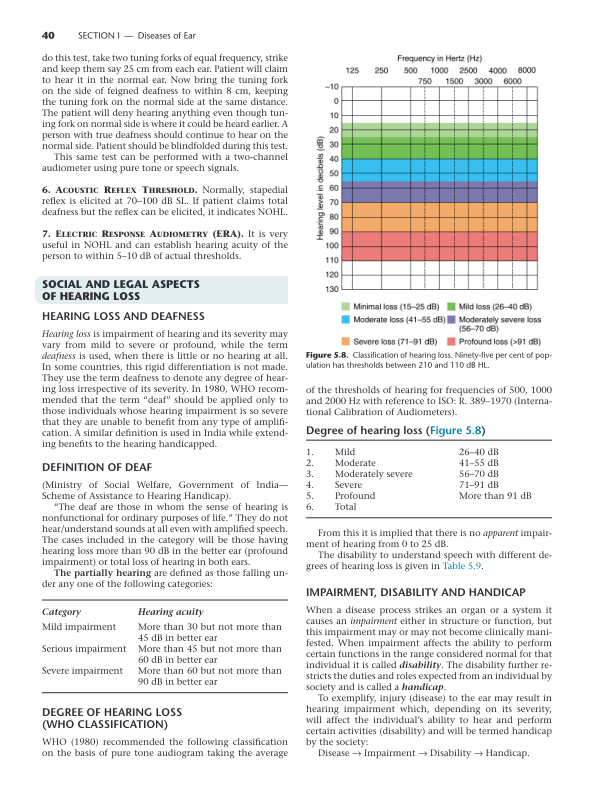 40 SECTION I — Diseases of Ear
do this test, take two tuning forks of equal frequency, strike
and keep them say 25 cm from each ear. Patient will claim
to hear it in the normal ear. Now bring the tuning fork
on the side of feigned deafness to within 8 cm, keeping
the tuning fork on the normal side at the same distance.
The patient will deny hearing anything even though tun-
ing fork on normal side is where it could be heard earlier. A
person with true deafness should continue to hear on the
normal side. Patient should be blindfolded during this test.
This same test can be performed with a two-channel
audiometer using pure tone or speech signals.
6. ACOUSTIC REFLEX THRESHOLD. Normally, stapedial
reflex is elicited at 70–100 dB SL. If patient claims total
deafness but the reflex can be elicited, it indicates NOHL.
7. ELECTRIC RESPONSE AUDIOMETRY (ERA). It is very
useful in NOHL and can establish hearing acuity of the
person to within 5–10 dB of actual thresholds.
SOCIAL AND LEGAL ASPECTS
OF HEARING LOSS
HEARING LOSS AND DEAFNESS
Hearing loss is impairment of hearing and its severity may
vary from mild to severe or profound, while the term
deafness is used, when there is little or no hearing at all.
In some countries, this rigid differentiation is not made.
They use the term deafness to denote any degree of hear-
ing loss irrespective of its severity. In 1980, WHO recom-
mended that the term “deaf” should be applied only to
those individuals whose hearing impairment is so severe
that they are unable to benefit from any type of amplifi-
cation. A similar definition is used in India while extend-
ing benefits to the hearing handicapped.
DEFINITION OF DEAF
(Ministry of Social Welfare, Government of India—
Scheme of Assistance to Hearing Handicap).
“The deaf are those in whom the sense of hearing is
nonfunctional for ordinary purposes of life.” They do not
hear/understand sounds at all even with amplified speech.
The cases included in the category will be those having
hearing loss more than 90 dB in the better ear (profound
impairment) or total loss of hearing in both ears.
The partially hearing are defined as those falling un-
der any one of the following categories:
Category Hearing acuity
Mild impairment More than 30 but not more than
45 dB in better ear
Serious impairment More than 45 but not more than
60 dB in better ear
Severe impairment More than 60 but not more than
90 dB in better ear
DEGREE OF HEARING LOSS
(WHO CLASSIFICATION)
WHO (1980) recommended the following classification
on the basis of pure tone audiogram taking the average
Frequency in Hertz (Hz)
125 250 500 1000 2000 4000 8000
750 1500 3000 6000
Hearing level in decibels (dB)
–10
0
10
20
30
40
50
60
70
80
90
100
110
120
130
Minimal loss (15–25 dB) Mild loss (26–40 dB)
Moderate loss (41–55 dB) Moderately severe loss
(56–70 dB)
Severe loss (71–91 dB) Profound loss (>91 dB)
Figure 5.8. Classification of hearing loss. Ninety-five per cent of pop-
ulation has thresholds between 210 and 110 dB HL.
of the thresholds of hearing for frequencies of 500, 1000
and 2000 Hz with reference to ISO: R. 389–1970 (Interna-
tional Calibration of Audiometers).
Degree of hearing loss (Figure 5.8)
1. Mild 26–40 dB
2. Moderate 41–55 dB
3. Moderately severe 56–70 dB
4. Severe 71–91 dB
5. Profound More than 91 dB
6. Total
From this it is implied that there is no apparent impair-
ment of hearing from 0 to 25 dB.
The disability to understand speech with different de-
grees of hearing loss is given in Table 5.9.
IMPAIRMENT, DISABILITY AND HANDICAP
When a disease process strikes an organ or a system it
causes an impairment either in structure or function, but
this impairment may or may not become clinically mani-
fested. When impairment affects the ability to perform
certain functions in the range considered normal for that
individual it is called disability. The disability further re-
stricts the duties and roles expected from an individual by
society and is called a handicap.
To exemplify, injury (disease) to the ear may result in
hearing impairment which, depending on its severity,
will affect the individual’s ability to hear and perform
certain activities (disability) and will be termed handicap
by the society:
Disease → Impairment → Disability → Handicap.